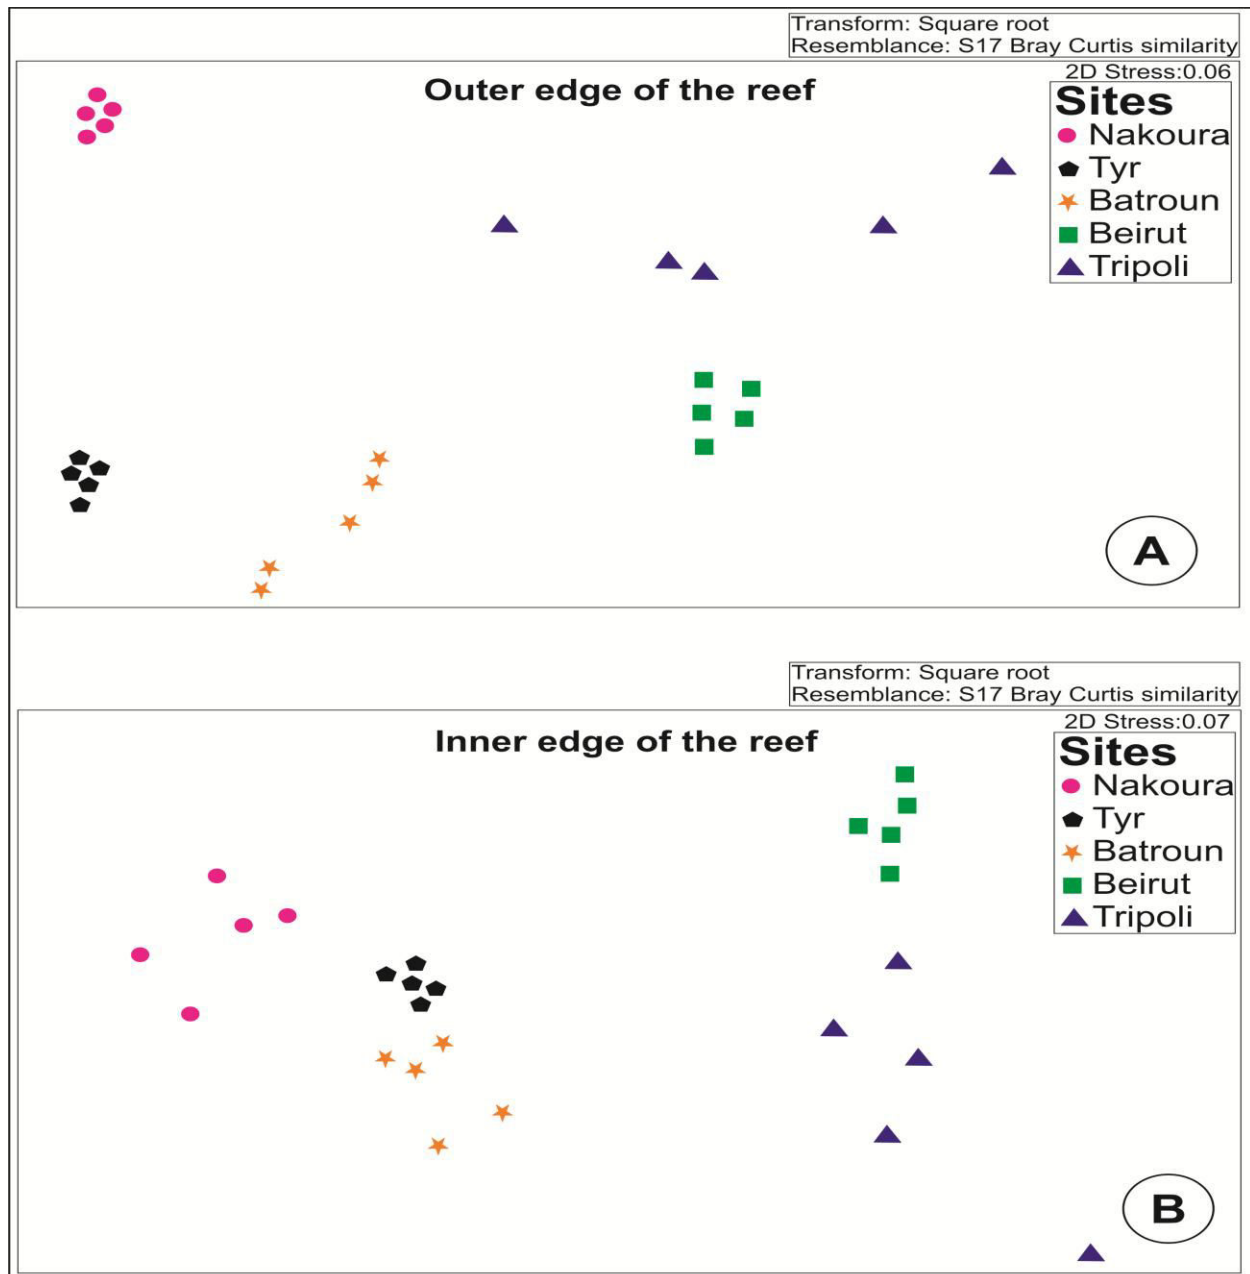 Transform: Square root
Resemblance: S17 Bray Curtis similarity
2D Stress:0.06
Outer edge of the reef
Sites
Nakoura
Tyr
Batroun
Beirut
Tripoli
A
Transform: Square root
Resemblance: S17 Bray Curtis similarity
2D Stress:0.07
Inner edge of the reef
Sites
Nakoura
Tyr
Batroun
Beirut
Tripoli
B